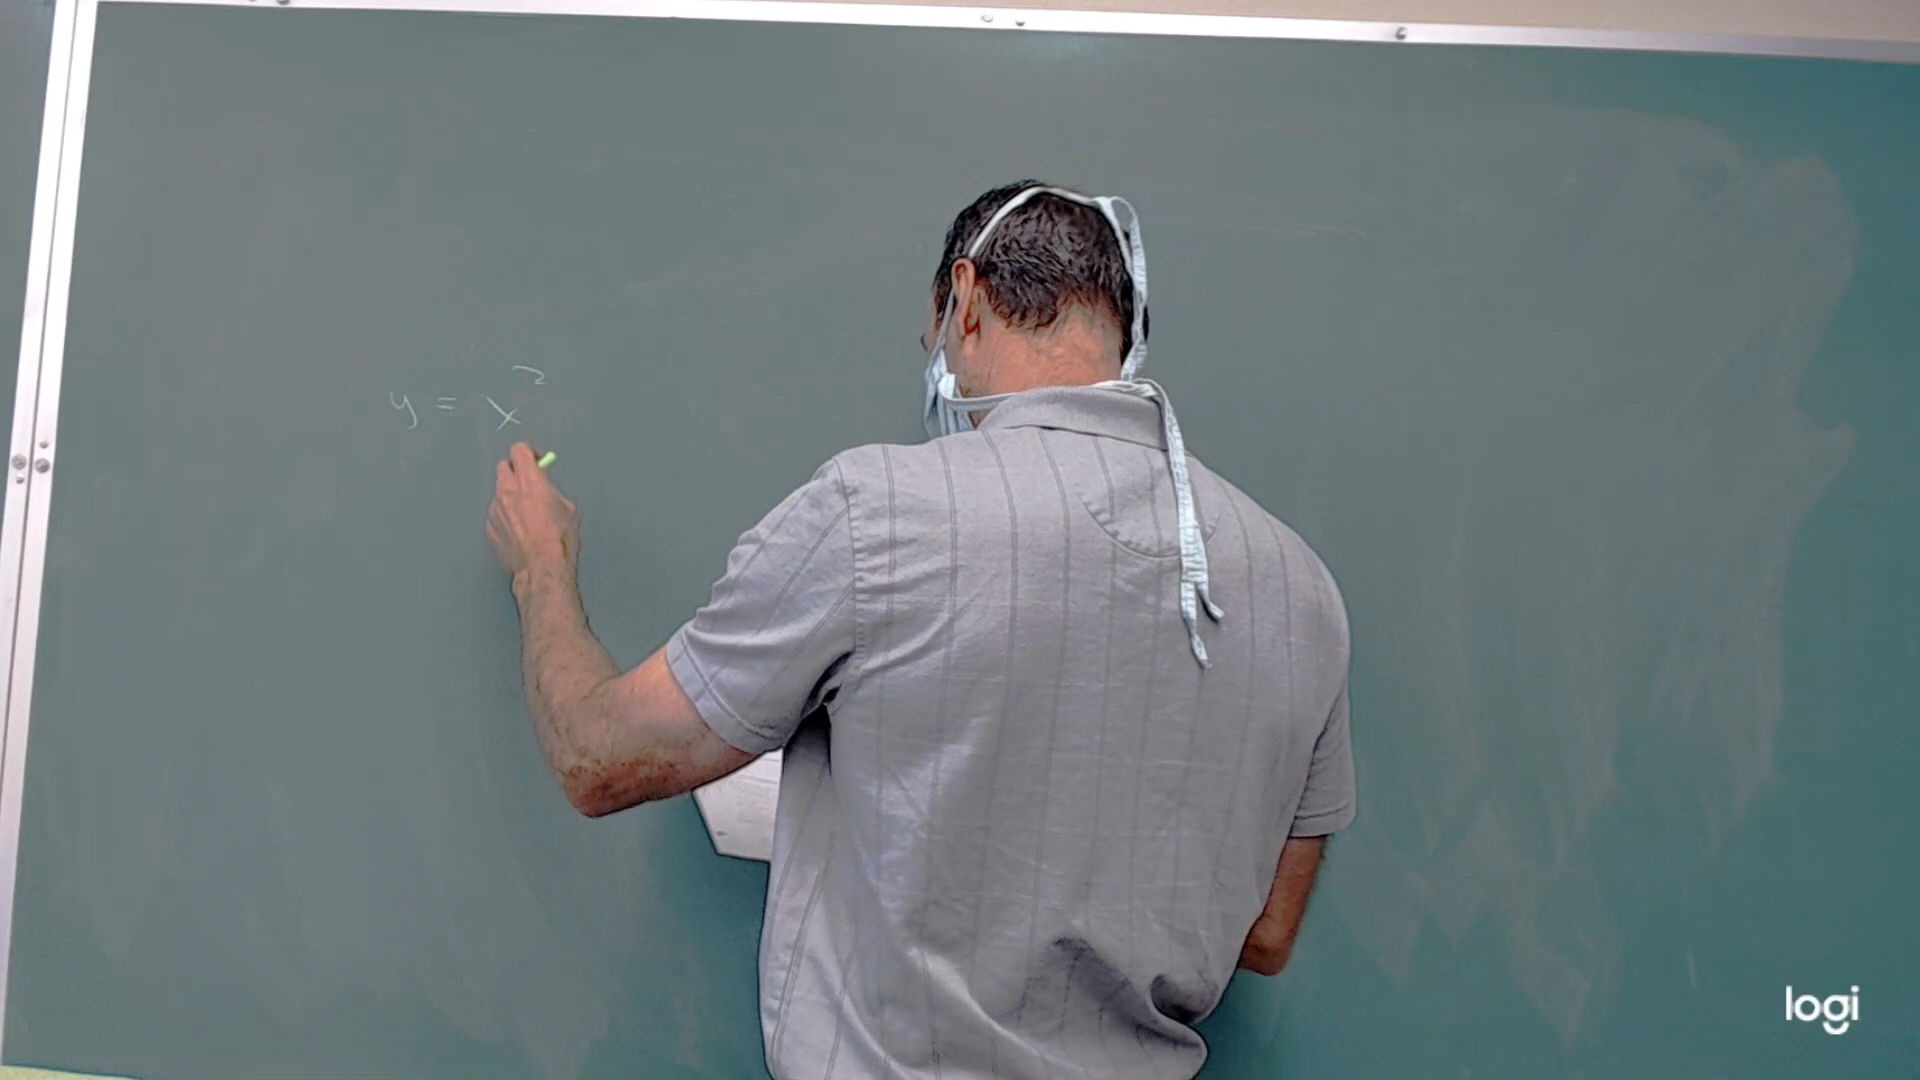 y = x²
logi